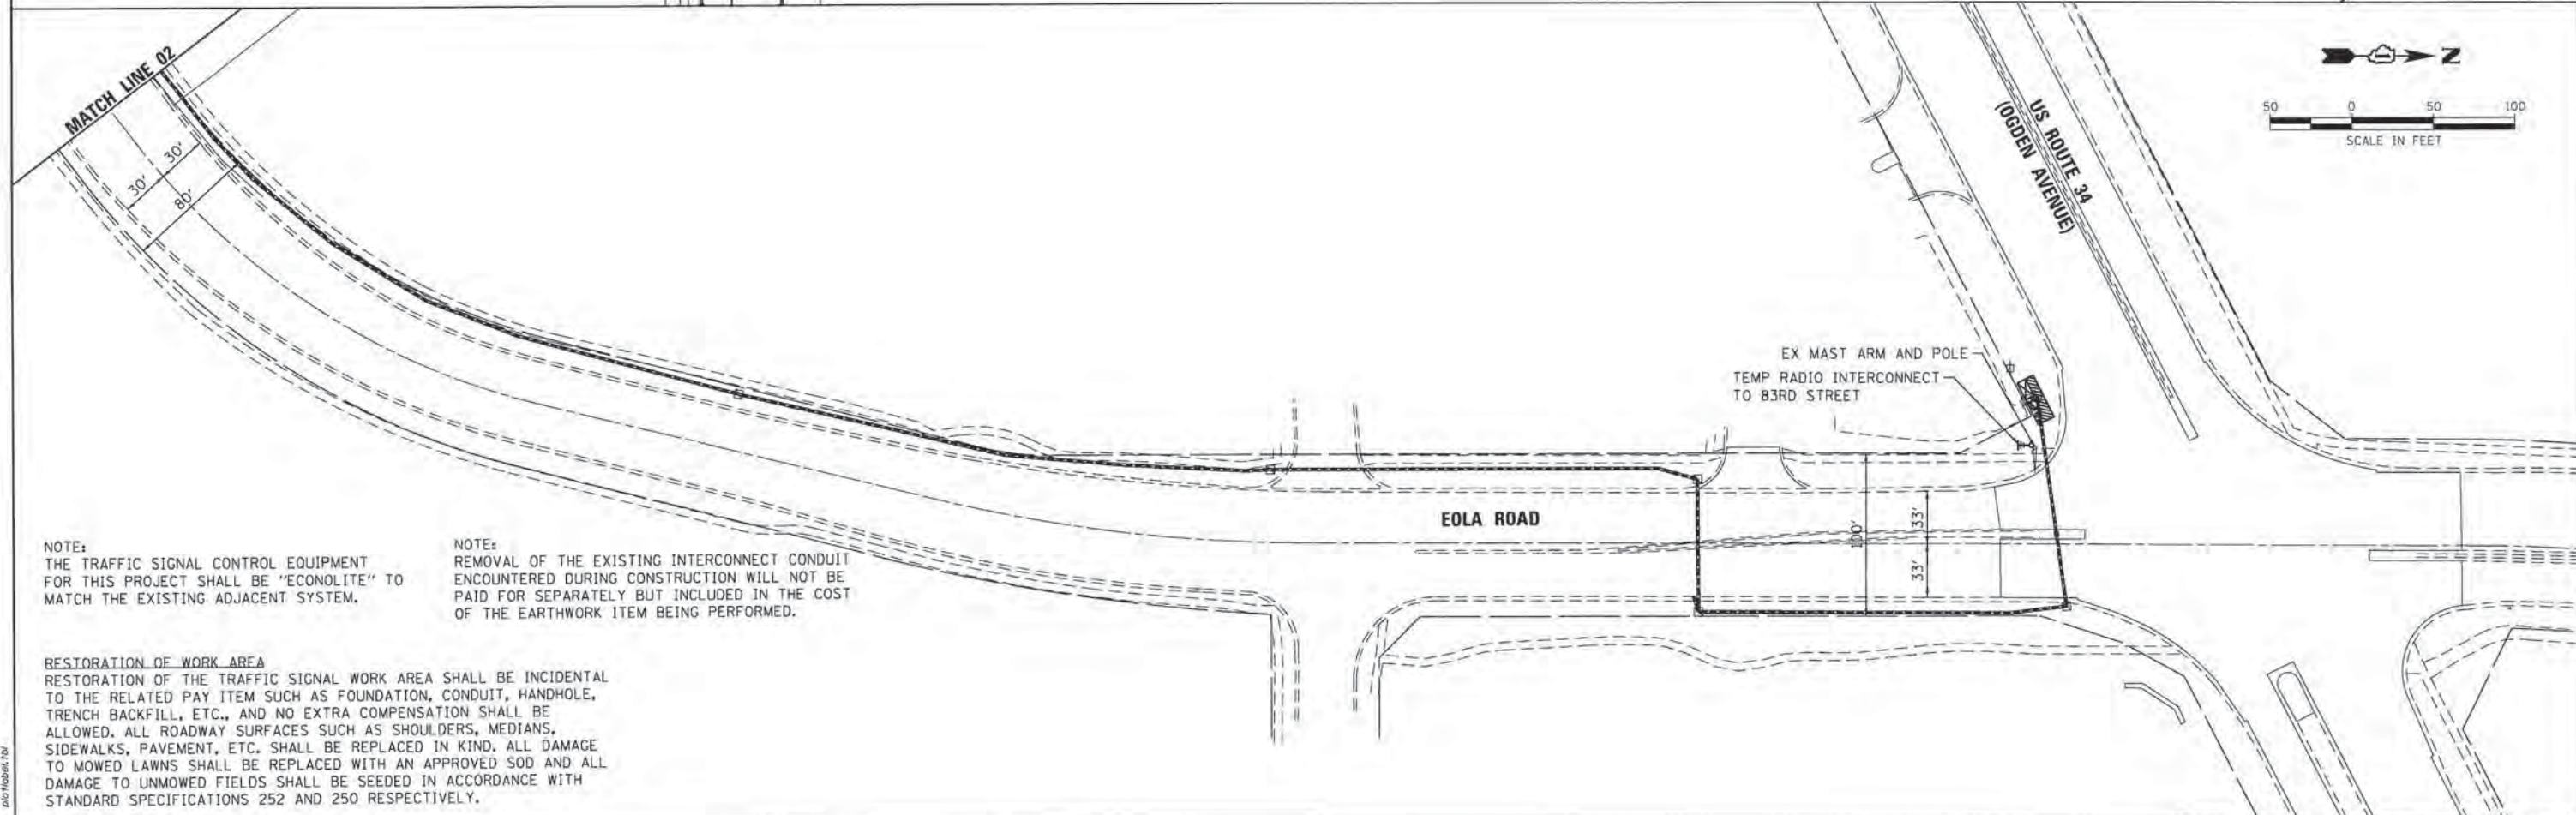 MATCH LINE 02
30'
30'
80'
US ROUTE 34
(OGDEN AVENUE)
N
50 0 50 100
SCALE IN FEET
EX MAST ARM AND POLE
TEMP RADIO INTERCONNECT
TO 83RD STREET
EOLA ROAD
100'
33'
33'
NOTE:
THE TRAFFIC SIGNAL CONTROL EQUIPMENT
FOR THIS PROJECT SHALL BE "ECONOLITE" TO
MATCH THE EXISTING ADJACENT SYSTEM.
NOTE:
REMOVAL OF THE EXISTING INTERCONNECT CONDUIT
ENCOUNTERED DURING CONSTRUCTION WILL NOT BE
PAID FOR SEPARATELY BUT INCLUDED IN THE COST
OF THE EARTHWORK ITEM BEING PERFORMED.
RESTORATION OF WORK AREA
RESTORATION OF THE TRAFFIC SIGNAL WORK AREA SHALL BE INCIDENTAL
TO THE RELATED PAY ITEM SUCH AS FOUNDATION, CONDUIT, HANDHOLE,
TRENCH BACKFILL, ETC., AND NO EXTRA COMPENSATION SHALL BE
ALLOWED. ALL ROADWAY SURFACES SUCH AS SHOULDERS, MEDIANS,
SIDEWALKS, PAVEMENT, ETC. SHALL BE REPLACED IN KIND. ALL DAMAGE
TO MOWED LAWNS SHALL BE REPLACED WITH AN APPROVED SOD AND ALL
DAMAGE TO UNMOWED FIELDS SHALL BE SEEDED IN ACCORDANCE WITH
STANDARD SPECIFICATIONS 252 AND 250 RESPECTIVELY.